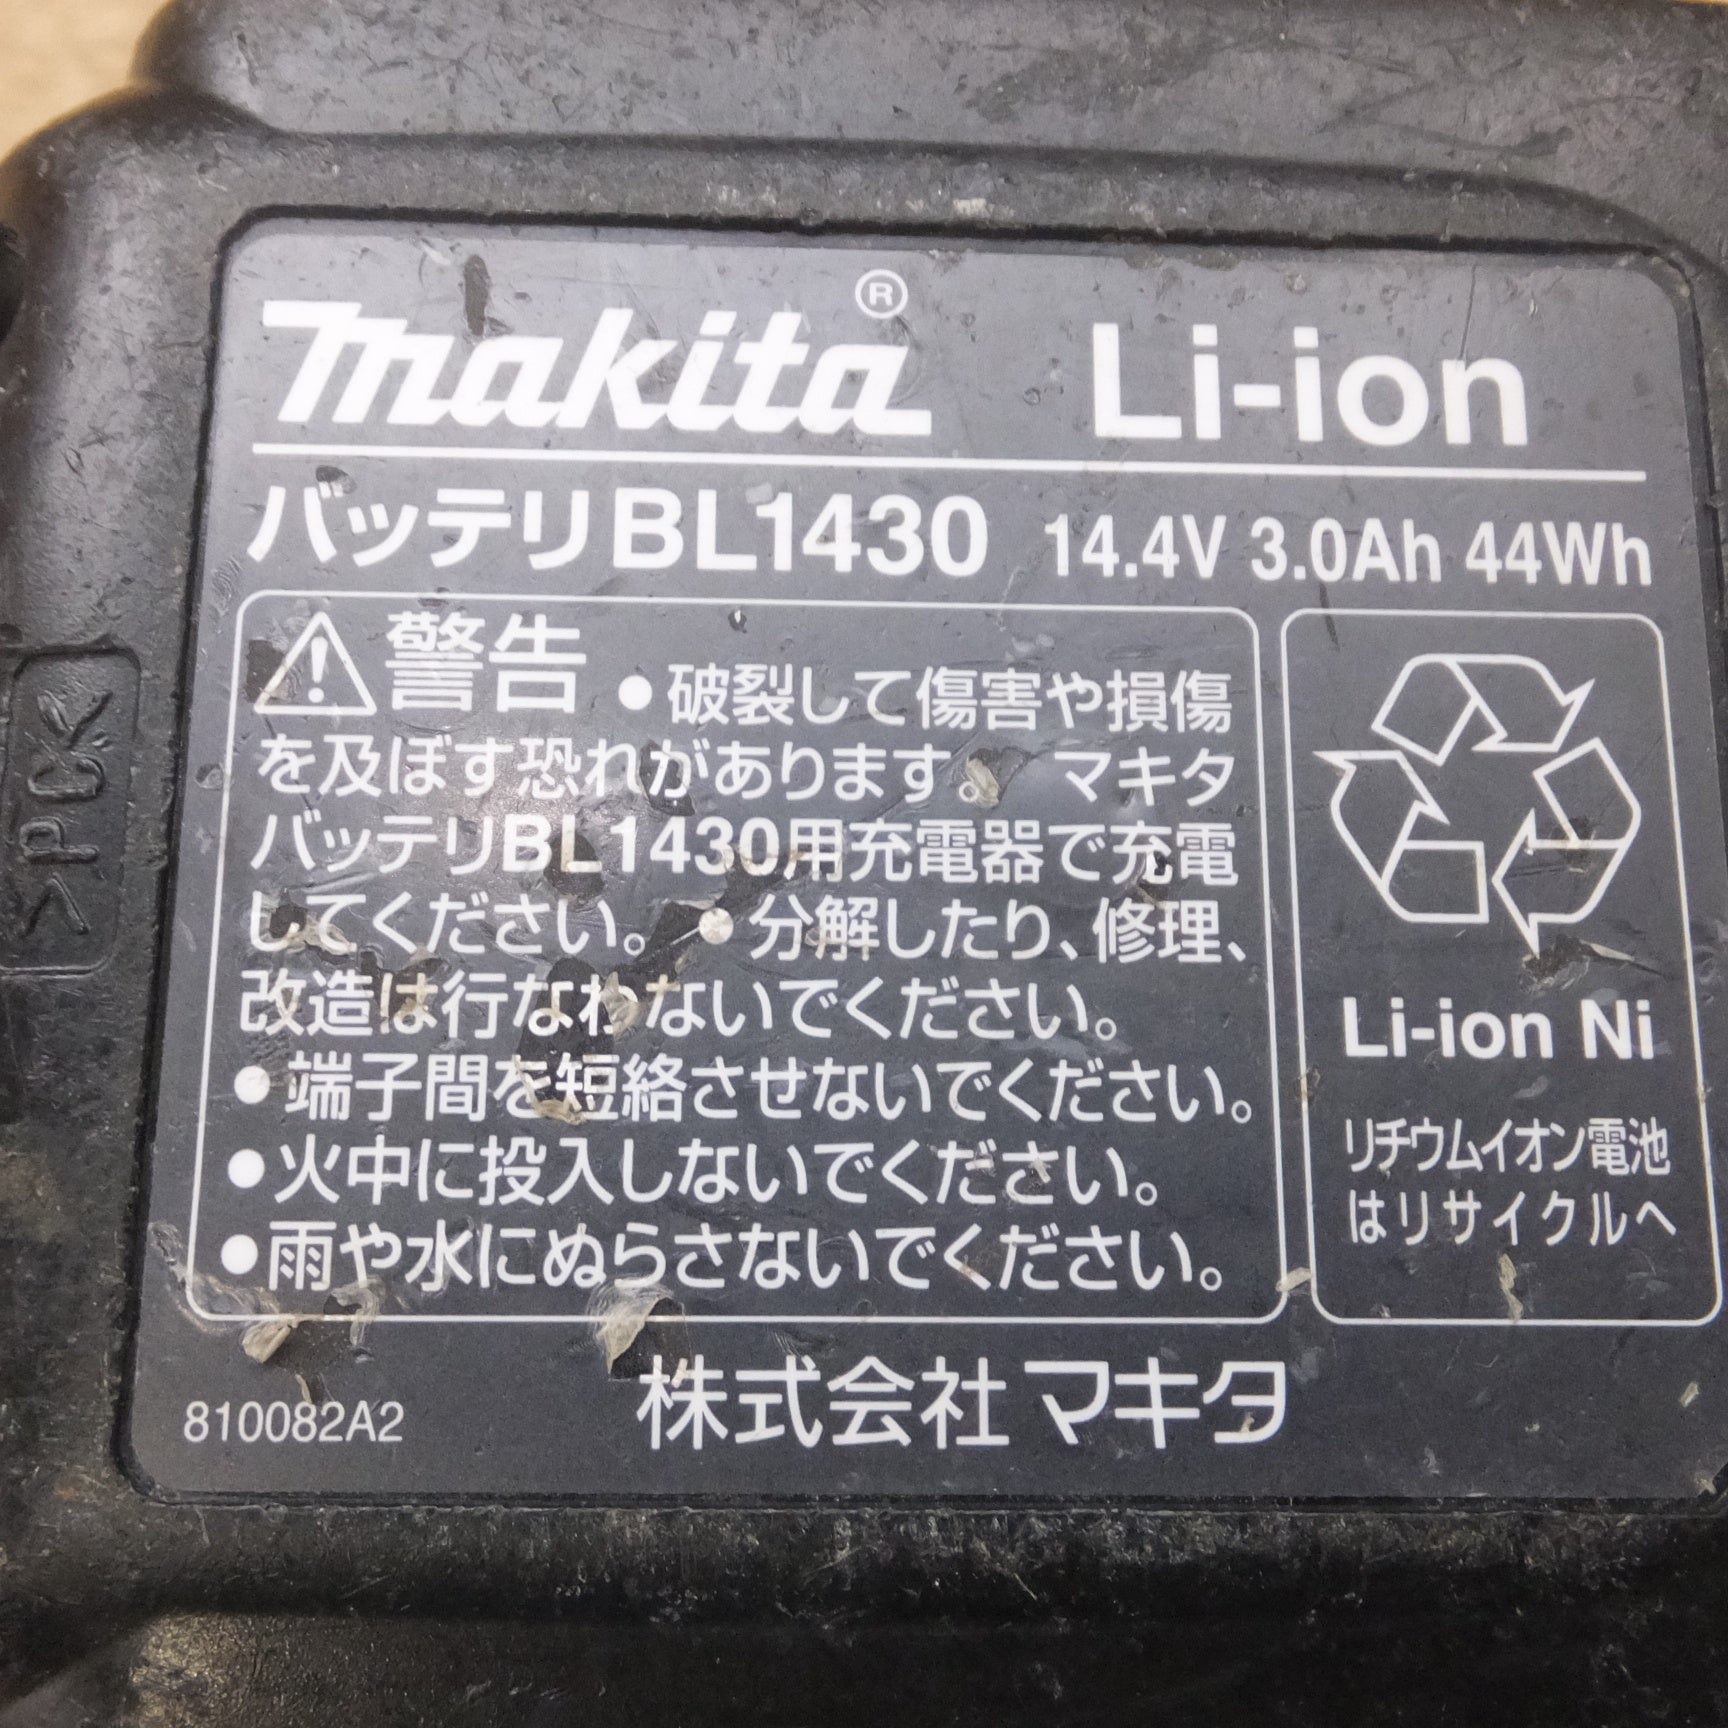 makita® Li-ion
バッテリBL1430 14.4V 3.0Ah 44Wh
警告 ●破裂して傷害や損傷
を及ぼす恐れがあります。 マキタ
バッテリBL1430用充電器で充電
してください。 ●分解したり、修理、
改造は行なわないでください。
●端子間を短絡させないでください。
●火中に投入しないでください。
●雨や水にぬらさないでください。
Li-ion Ni
リチウムイオン電池
はリサイクルへ
810082A2
株式会社マキタ